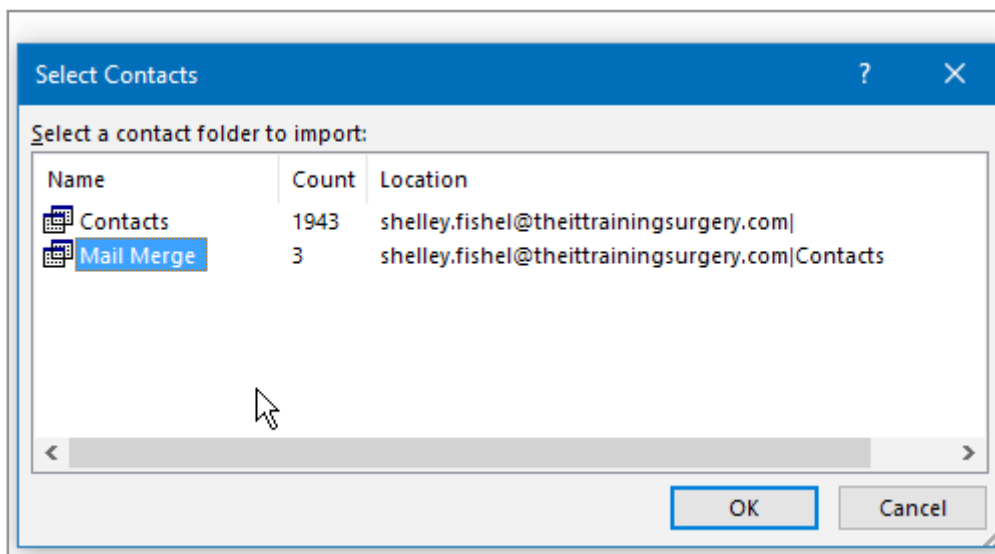 Select Contacts ?
Select a contact folder to import:
Name Count Location
Contacts 1943 shelley.fishel@theittrainingsurgery.com|
Mail Merge 3 shelley.fishel@theittrainingsurgery.com|Contacts
OK Cancel